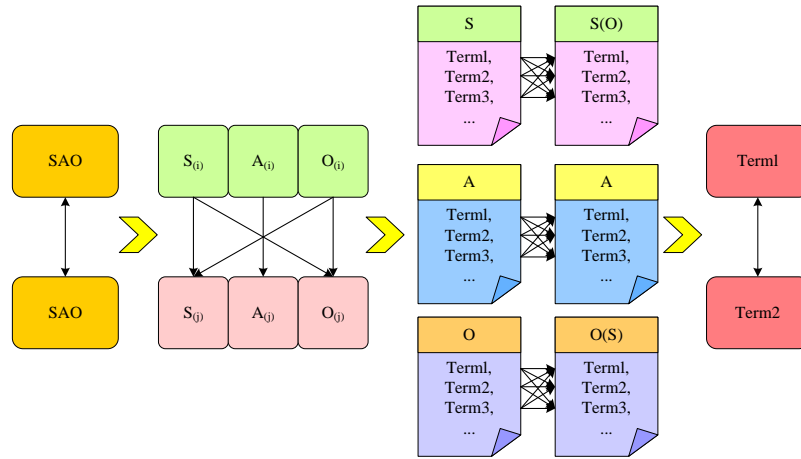 SAO
SAO
S(i) A(i) O(i)
S(j) A(j) O(j)
S
Terml,
Term2,
Term3,
...
S(O)
Terml,
Term2,
Term3,
...
A
Terml,
Term2,
Term3,
...
A
Terml,
Term2,
Term3,
...
O
Terml,
Term2,
Term3,
...
O(S)
Terml,
Term2,
Term3,
...
Terml
Term2